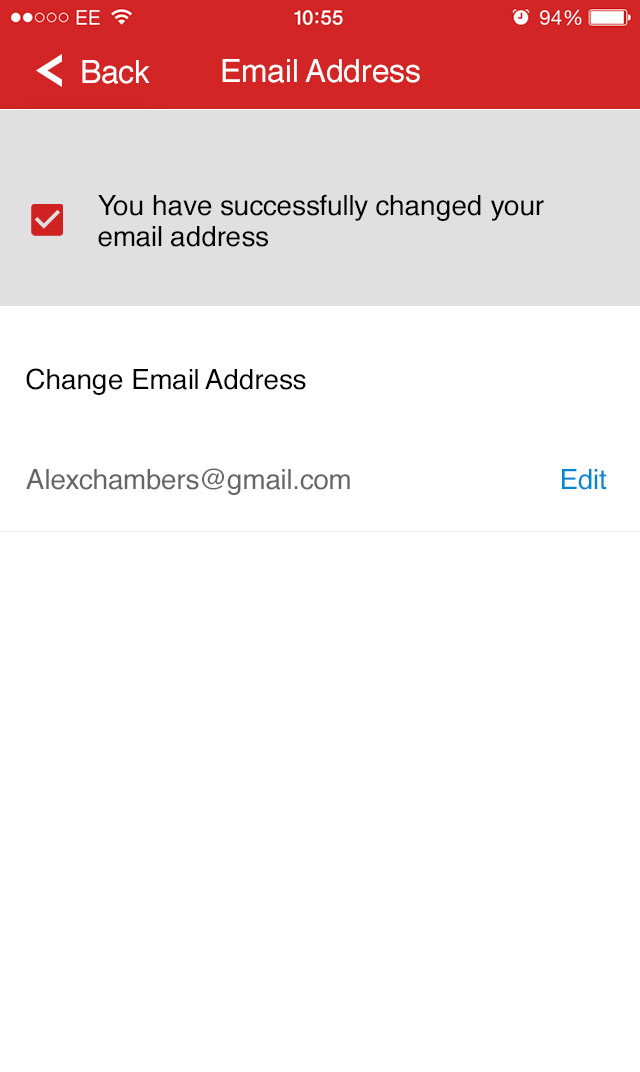 EE 10:55 94%
Back Email Address
You have successfully changed your
email address
Change Email Address
Alexchambers@gmail.com Edit